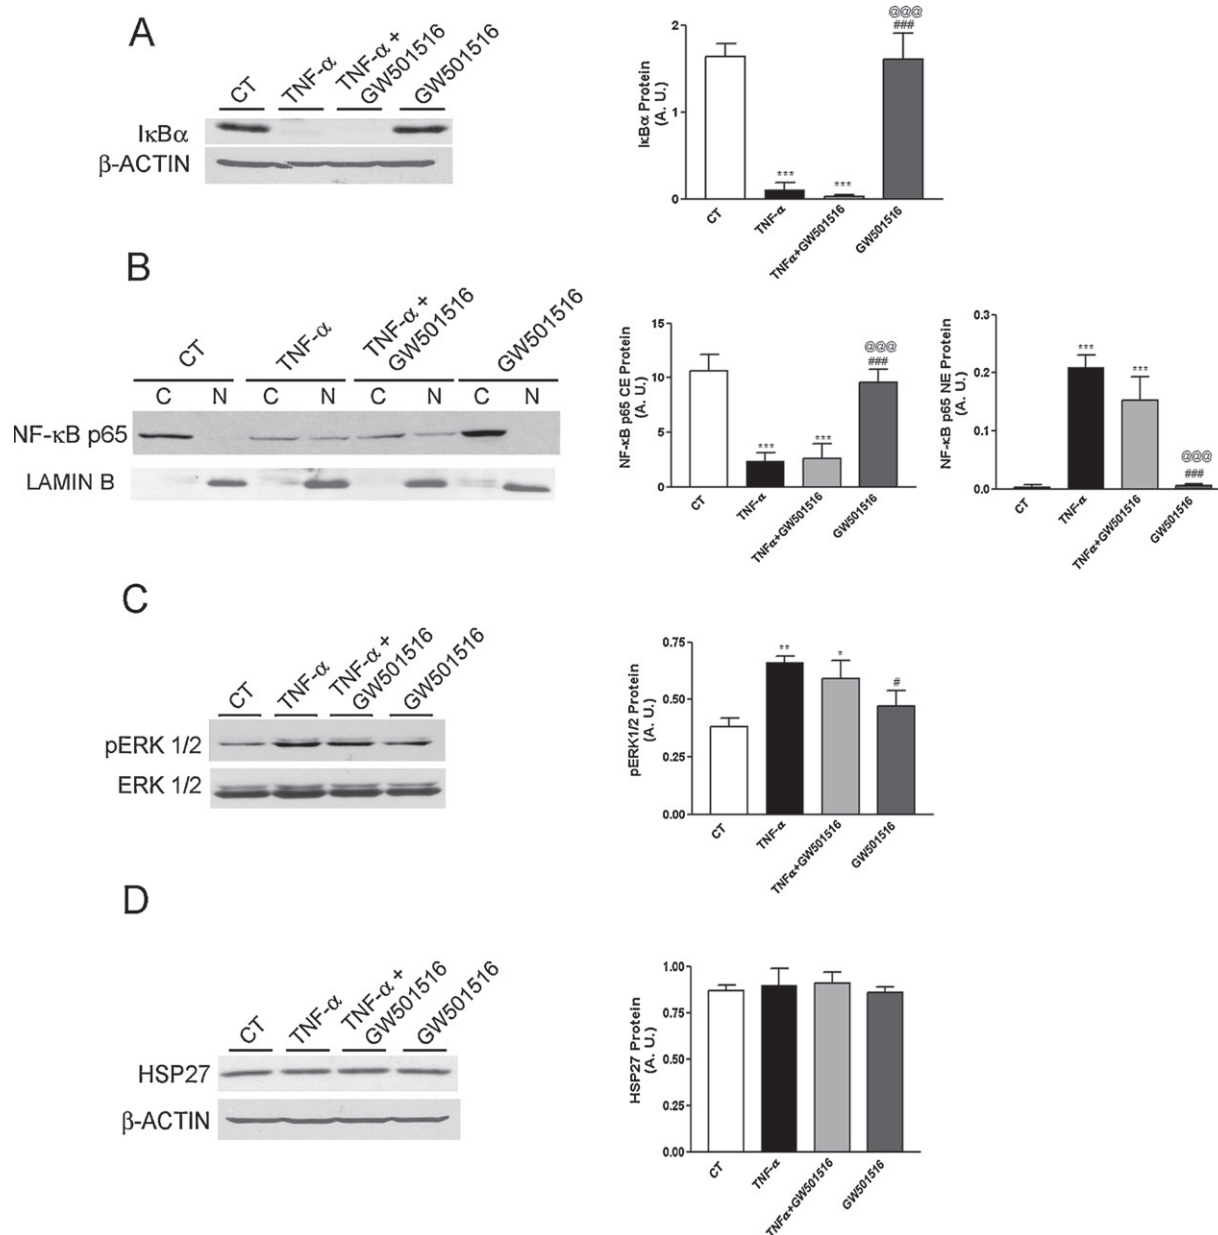 A
CT
TNF-α
TNF-α +
GW501516
GW501516
IκBα
β-ACTIN
IκBα Protein
(A. U.)
2
1
0
***
***
@@@
###
CT
TNF-α
TNFα+GW501516
GW501516
B
CT
TNF-α
TNF-α +
GW501516
GW501516
C N C N C N C N
NF-κB p65
LAMIN B
NF-κB p65 CE Protein
(A. U.)
15
10
5
0
***
***
@@@
###
CT
TNF-α
TNFα+GW501516
GW501516
NF-κB p65 NE Protein
(A. U.)
0.3
0.2
0.1
0.0
***
***
@@@
###
CT
TNF-α
TNFα+GW501516
GW501516
C
CT
TNF-α
TNF-α +
GW501516
GW501516
pERK 1/2
ERK 1/2
pERK1/2 Protein
(A. U.)
0.75
0.50
0.25
0.00
**
*
#
CT
TNF-α
TNFα+GW501516
GW501516
D
CT
TNF-α
TNF-α +
GW501516
GW501516
HSP27
β-ACTIN
HSP27 Protein
(A. U.)
1.00
0.75
0.50
0.25
0.00
CT
TNF-α
TNFα+GW501516
GW501516